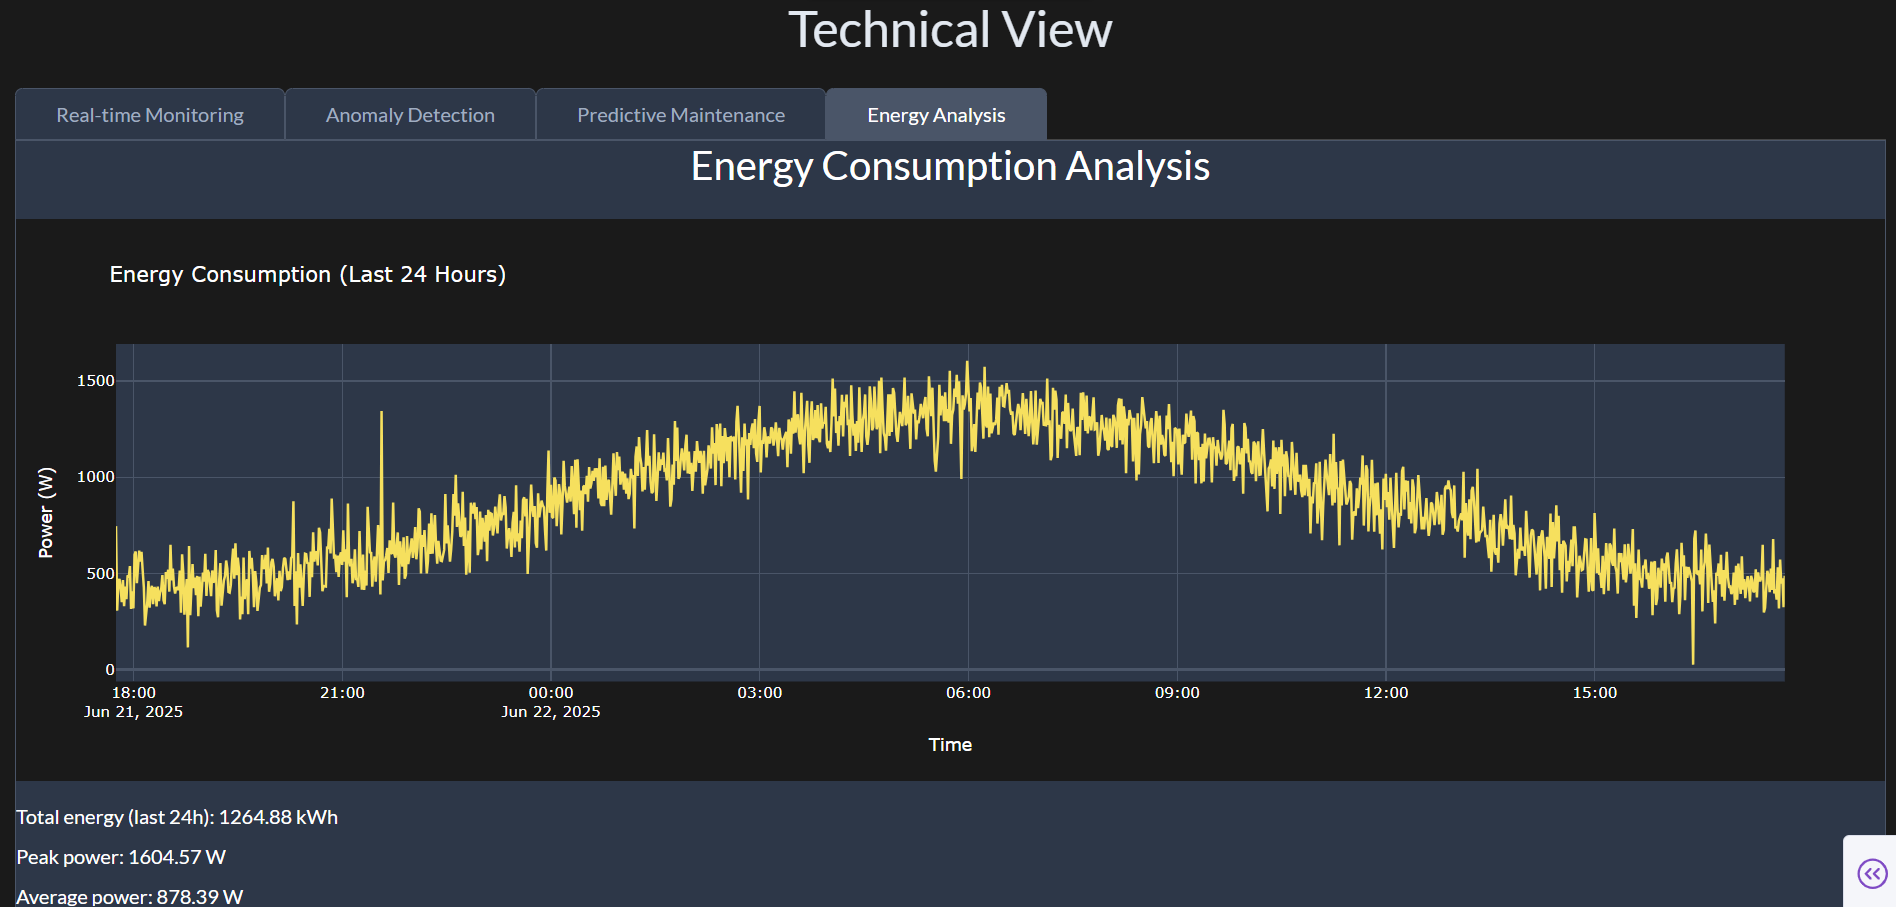 Technical View
Real-time Monitoring
Anomaly Detection
Predictive Maintenance
Energy Analysis
Energy Consumption Analysis
Energy Consumption (Last 24 Hours)
1500
1000
500
0
Power (W)
18:00
21:00
00:00
03:00
06:00
09:00
12:00
15:00
Jun 21, 2025
Jun 22, 2025
Time
Total energy (last 24h): 1264.88 kWh
Peak power: 1604.57 W
Average power: 878.39 W